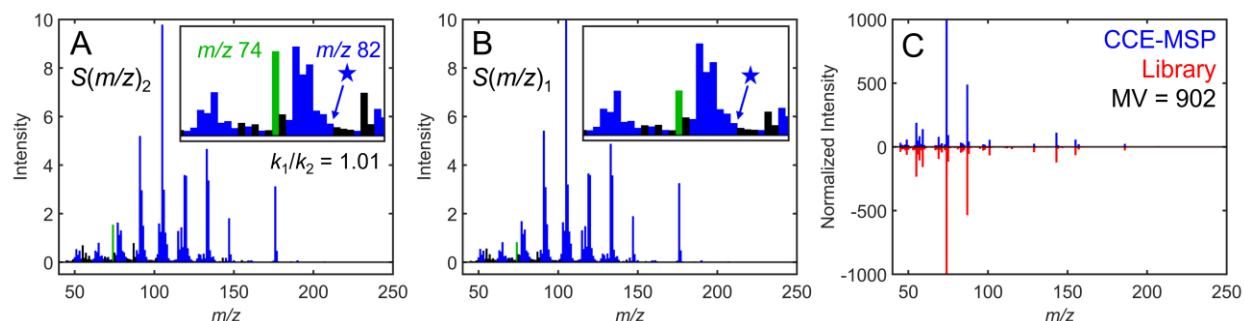 A
S(m/z)2
m/z 74
m/z 82
k1/k2 = 1.01
Intensity
10
8
6
4
2
0
50
100
150
200
250
m/z
B
S(m/z)1
Intensity
10
8
6
4
2
0
50
100
150
200
250
m/z
C
CCE-MSP
Library
MV = 902
Normalized Intensity
1000
500
0
-500
-1000
50
100
150
200
250
m/z